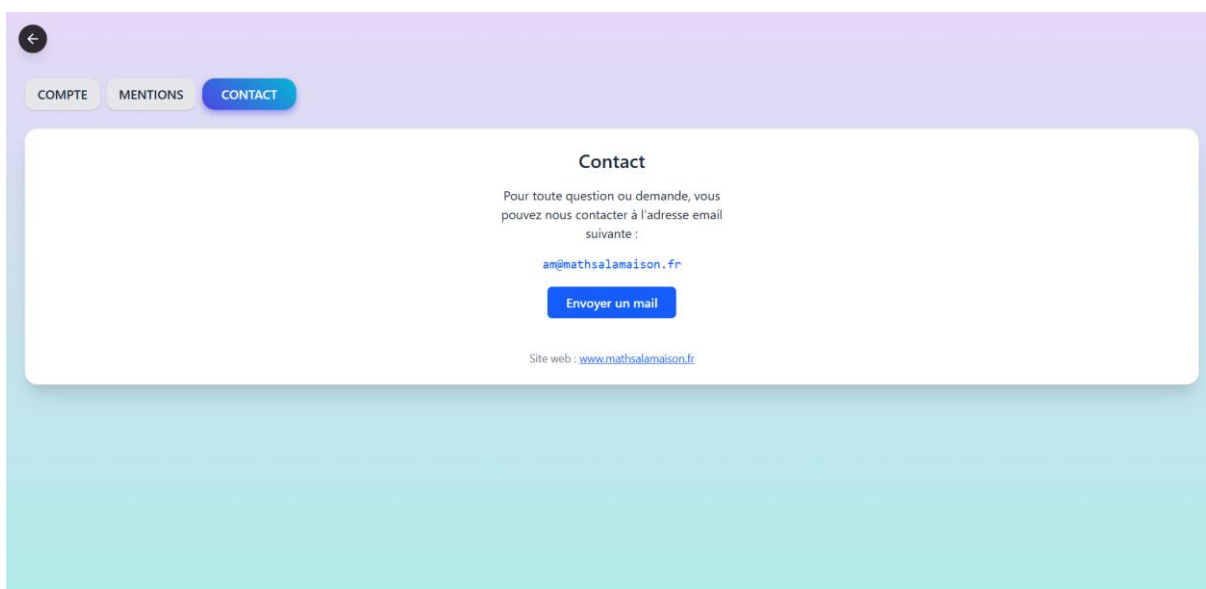 COMPTE MENTIONS CONTACT
Contact
Pour toute question ou demande, vous
pouvez nous contacter à l'adresse email
suivante :
am@mathsalamaison.fr
Envoyer un mail
Site web : www.mathsalamaison.fr